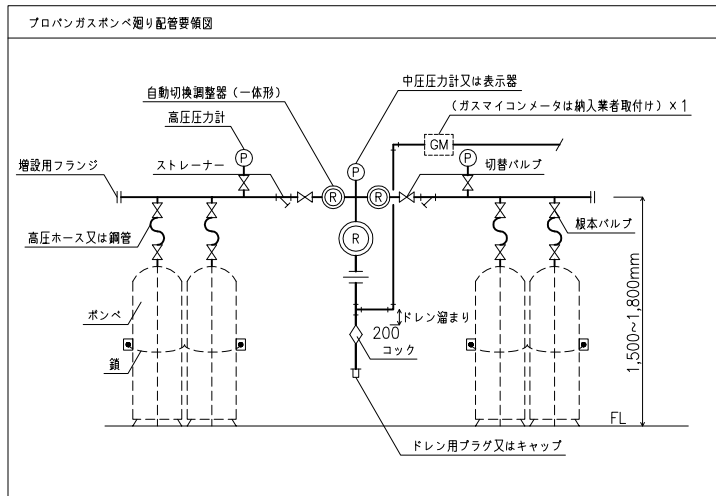 プロパンガスボンベ廻り配管要領図
中圧圧力計又は表示器
自動切換調整器(一体形)
(ガスマイコンメータは納入業者取付け)×1
高圧圧力計
GM
P
P
P
増設用フランジ
ストレーナー
切替バルブ
R
R
高圧ホース又は鋼管
根本バルブ
R
ボンベ
ドレン溜まり
200
コック
1,500~1,800mm
鎖
FL
ドレン用プラグ又はキャップ